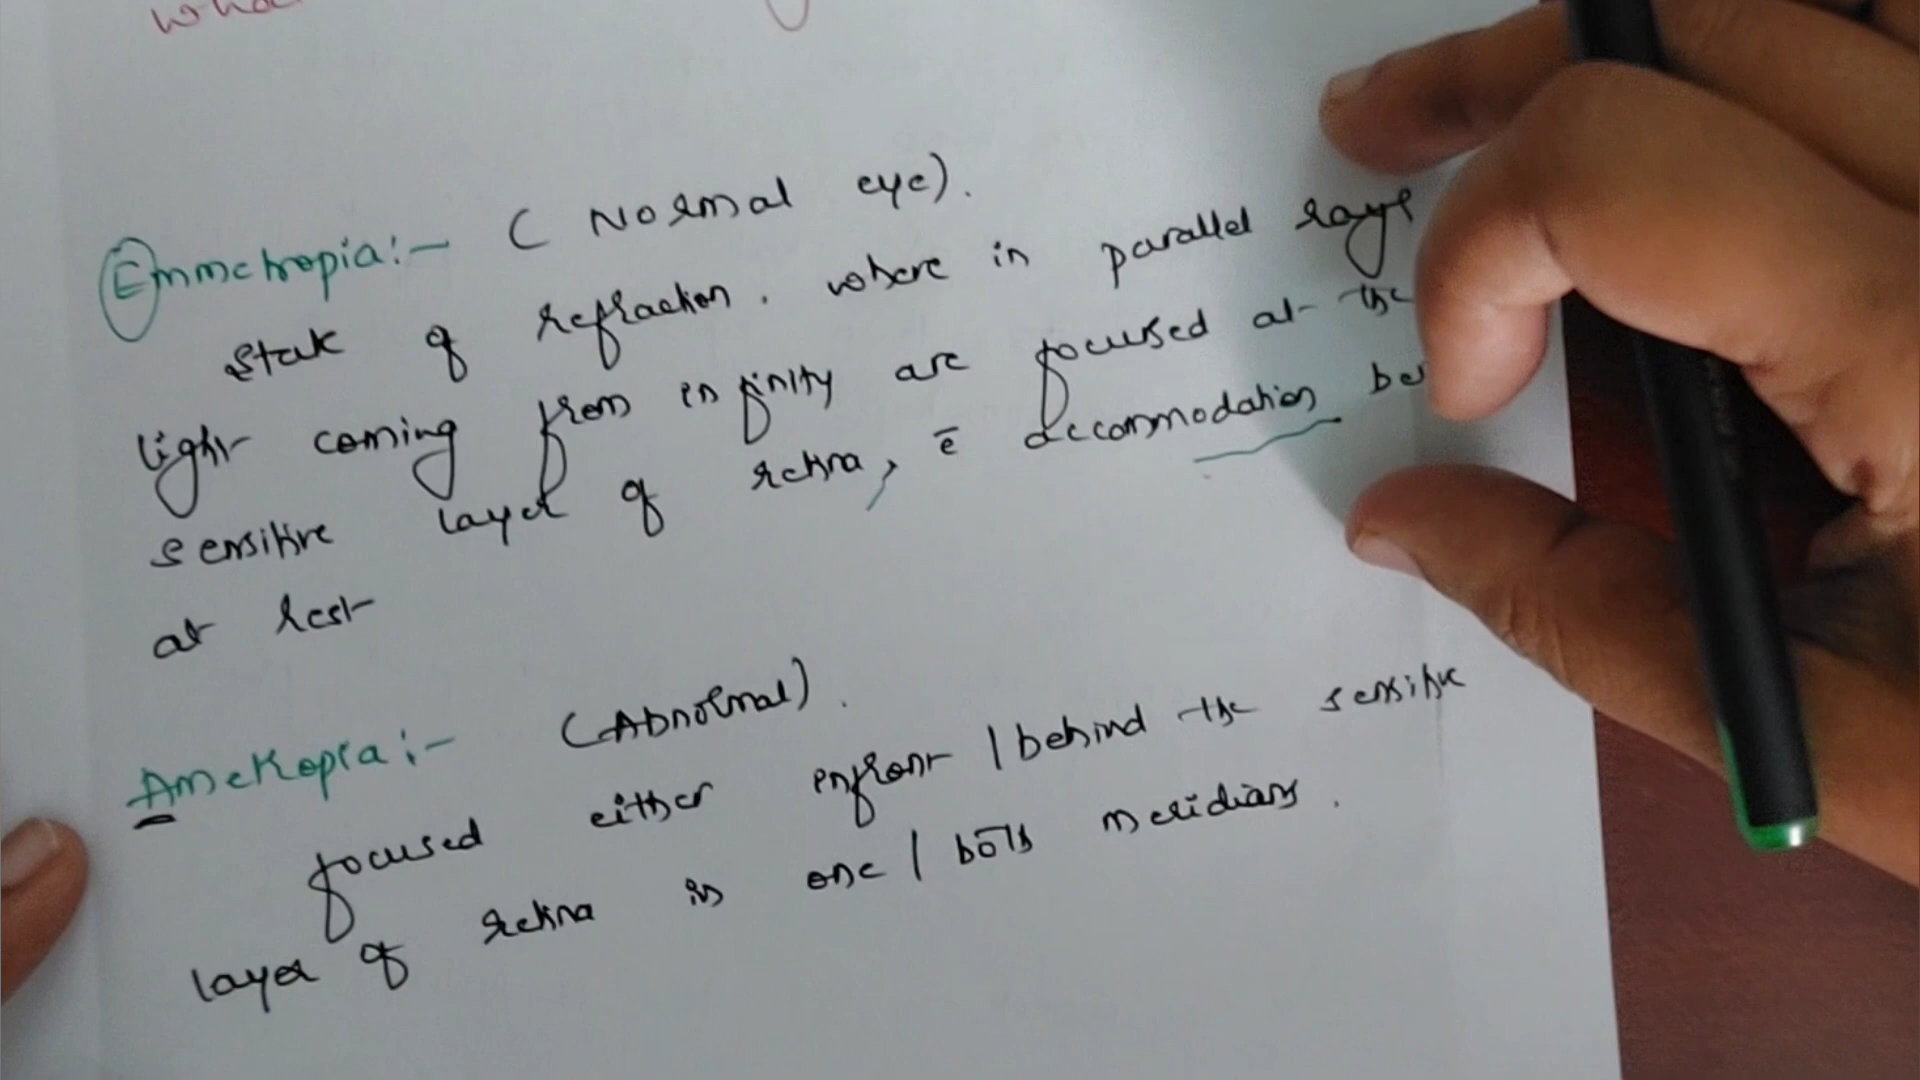 Emmetropia:- (Normal eye).
state of refraction. where in parallel rays
light coming from infinity are focused at the
sensitive layer of retina, c̄ accommodation
at rest
Ametropia:- (Abnormal).
focused either infront / behind the sensitive
layer of retina in one / both meridians.